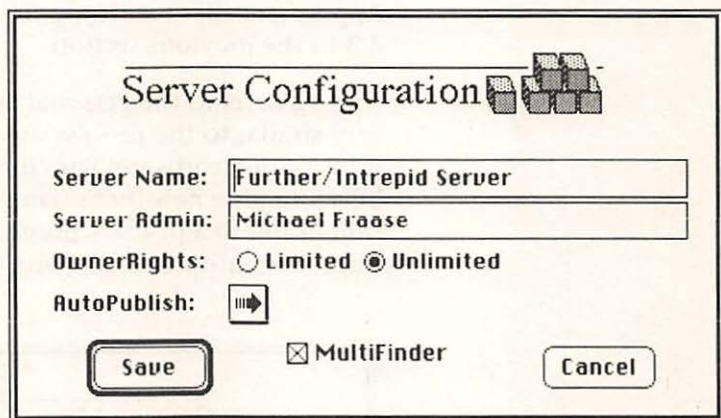 Server Configuration
Server Name: Further/Intrepid Server
Server Admin: Michael Fraase
OwnerRights: Limited Unlimited
AutoPublish:
Save MultiFinder Cancel